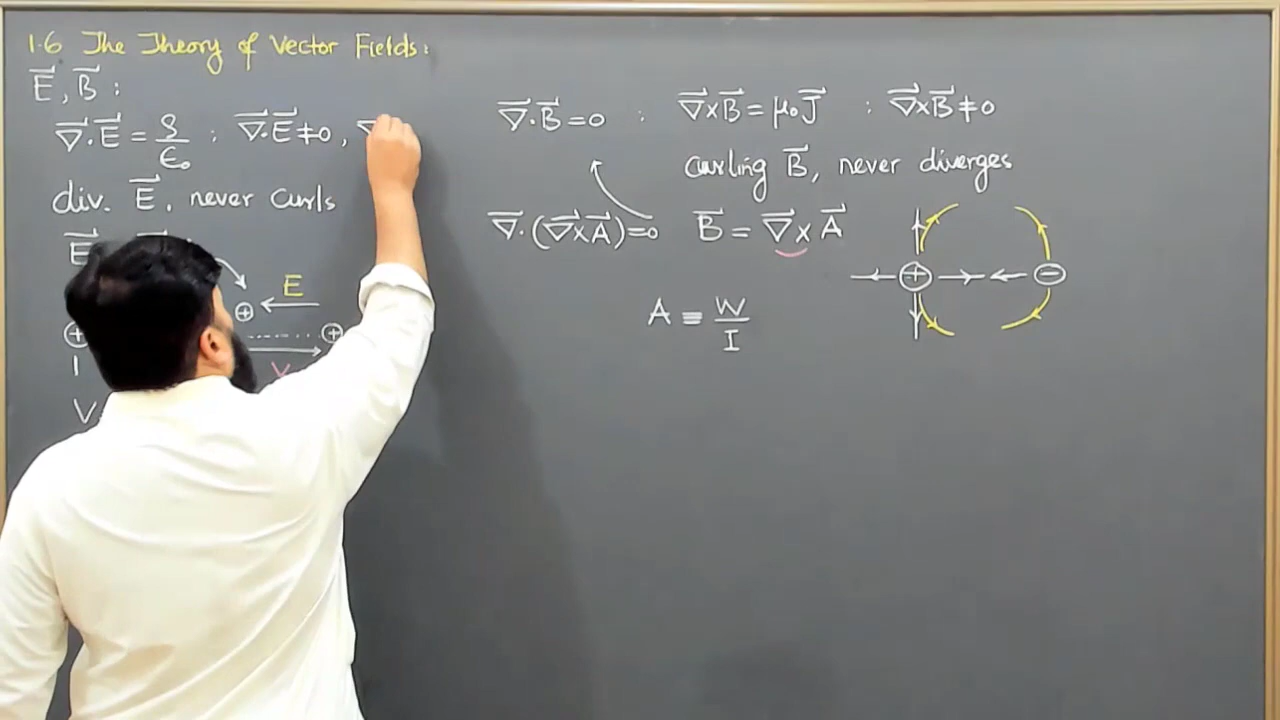 1.6 The Theory of Vector Fields:
E⃗, B⃗ :
∇⃗·E⃗ = ρ/ε₀ ; ∇⃗·E⃗ ≠ 0, ∇
div. E⃗, never curls
E⃗
E
V
∇⃗·B⃗ = 0 : ∇⃗×B⃗ = μ₀J⃗ : ∇⃗×B⃗ ≠ 0
curling B⃗, never diverges
∇⃗·(∇⃗×A⃗) = 0 B⃗ = ∇⃗×A⃗
A ≡ W/I